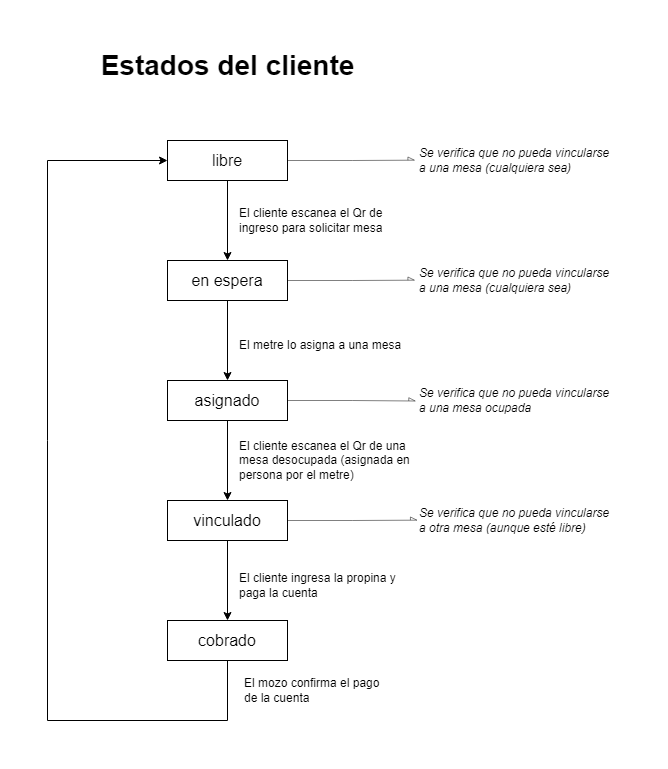 Estados del cliente
libre
Se verifica que no pueda vincularse
a una mesa (cualquiera sea)
El cliente escanea el Qr de
ingreso para solicitar mesa
en espera
Se verifica que no pueda vincularse
a una mesa (cualquiera sea)
El metre lo asigna a una mesa
asignado
Se verifica que no pueda vincularse
a una mesa ocupada
El cliente escanea el Qr de una
mesa desocupada (asignada en
persona por el metre)
vinculado
Se verifica que no pueda vincularse
a otra mesa (aunque esté libre)
El cliente ingresa la propina y
paga la cuenta
cobrado
El mozo confirma el pago
de la cuenta